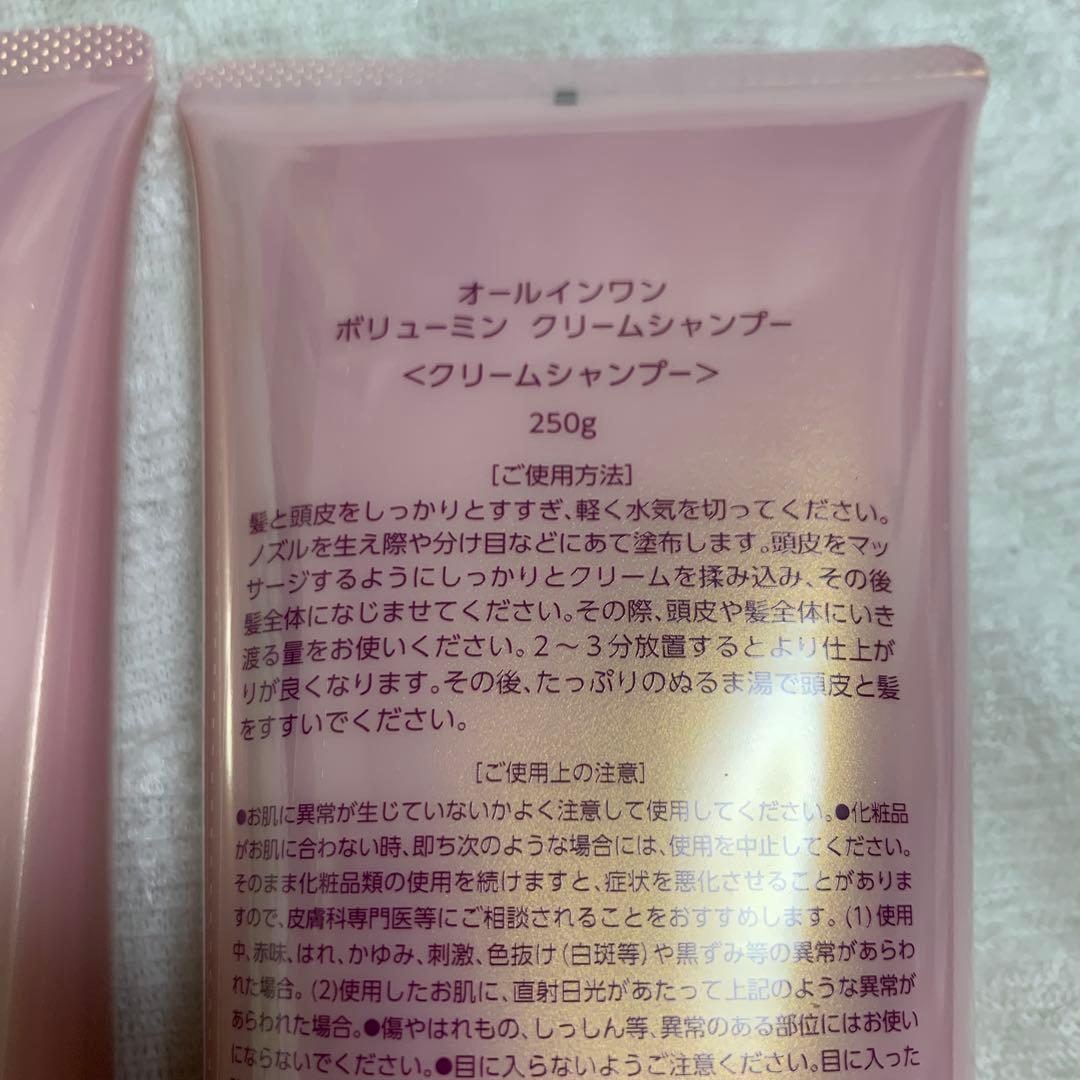 オールインワン
ボリューミン クリームシャンプー
<クリームシャンプー>
250g
[ご使用方法]
髪と頭皮をしっかりとすすぎ、軽く水気を切ってください。
ノズルを生え際や分け目などにあて塗布します。頭皮をマッ
サージするようにしっかりとクリームを揉み込み、その後
髪全体になじませてください。その際、頭皮や髪全体にいき
渡る量をお使いください。2～3分放置するとより仕上が
りが良くなります。その後、たっぷりのぬるま湯で頭皮と髪
をすすいでください。
[ご使用上の注意]
●お肌に異常が生じていないかよく注意して使用してください。●化粧品
がお肌に合わない時、即ち次のような場合には、使用を中止してください。
そのまま化粧品類の使用を続けますと、症状を悪化させることがありま
すので、皮膚科専門医等にご相談されることをおすすめします。(1)使用
中、赤味、はれ、かゆみ、刺激、色抜け(白斑等)や黒ずみ等の異常があらわ
れた場合。(2)使用したお肌に、直射日光があたって上記のような異常が
あらわれた場合。●傷やはれもの、しっしん等、異常のある部位にはお使い
にならないでください。●目に入らないようご注意ください。目に入った